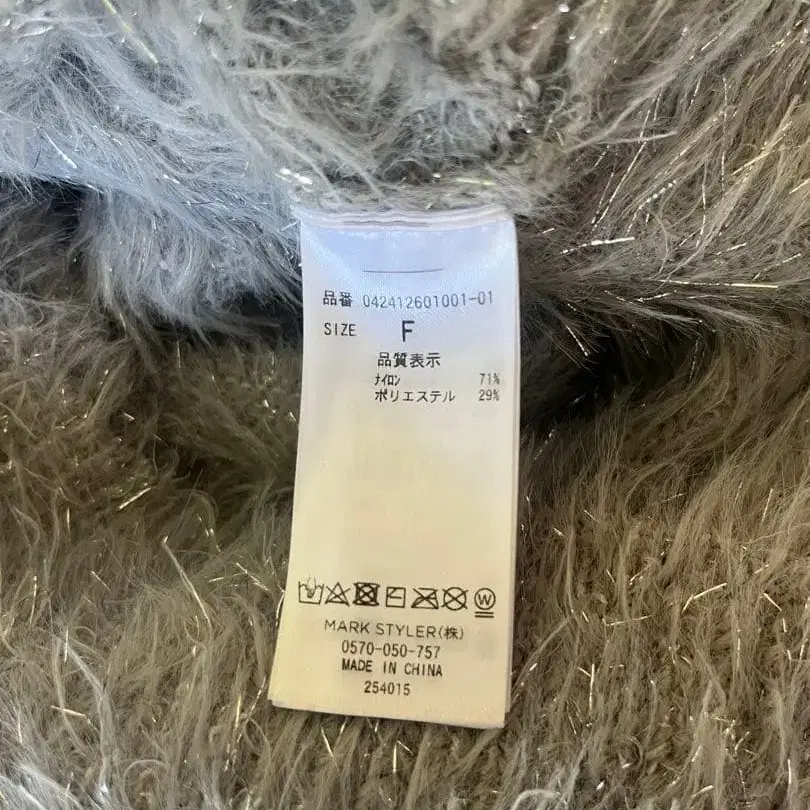 品番 042412601001-01
SIZE F
品質表示
ﾅｲﾛﾝ 71%
ポリエステル 29%
W
MARK STYLER(株)
0570-050-757
MADE IN CHINA
254015